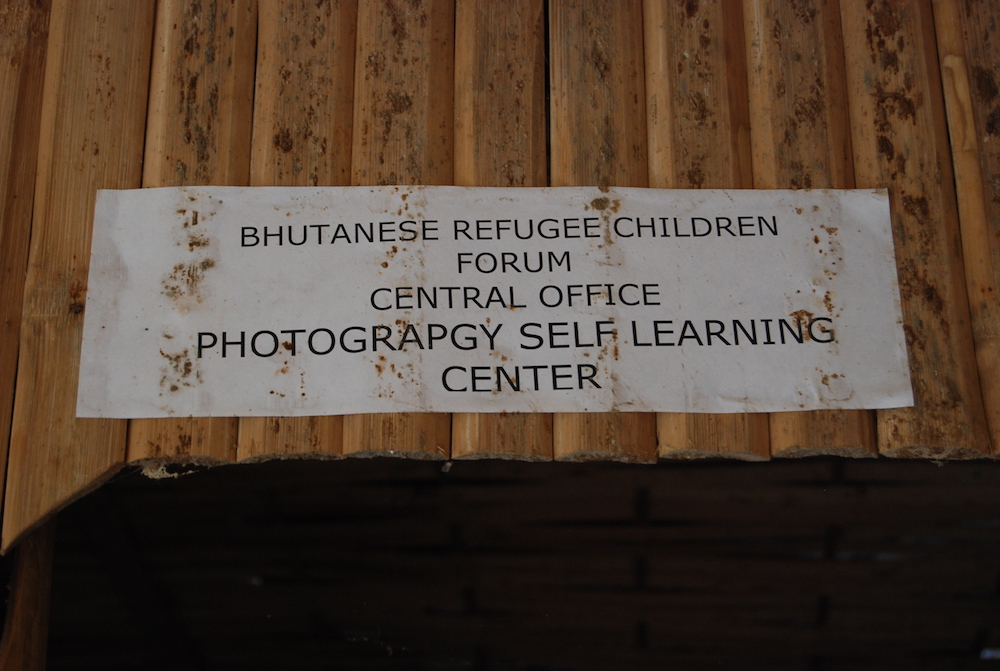 BHUTANESE REFUGEE CHILDREN
FORUM
CENTRAL OFFICE
PHOTOGRAPGY SELF LEARNING
CENTER